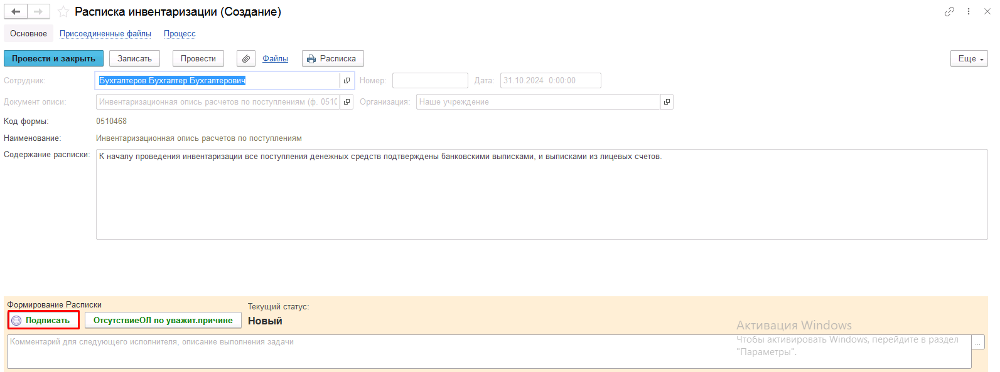 Расписка инвентаризации (Создание)
Основное Присоединенные файлы Процесс
Провести и закрыть Записать Провести Файлы Расписка Еще
Сотрудник: Бухгалтеров Бухгалтер Бухгалтерович Номер: Дата: 31.10.2024 0:00:00
Документ описи: Инвентаризационная опись расчетов по поступлениям (ф. 0510 Организация: Наше учреждение
Код формы: 0510468
Наименование: Инвентаризационная опись расчетов по поступлениям
Содержание расписки: К началу проведения инвентаризации все поступления денежных средств подтверждены банковскими выписками, и выписками из лицевых счетов.
Формирование Расписки
Текущий статус:
Подписать ОтсутствиеОЛ по уважит.причине Новый
Активация Windows
Комментарий для следующего исполнителя, описание выполнения задачи ...
Чтобы активировать Windows, перейдите в раздел
"Параметры".